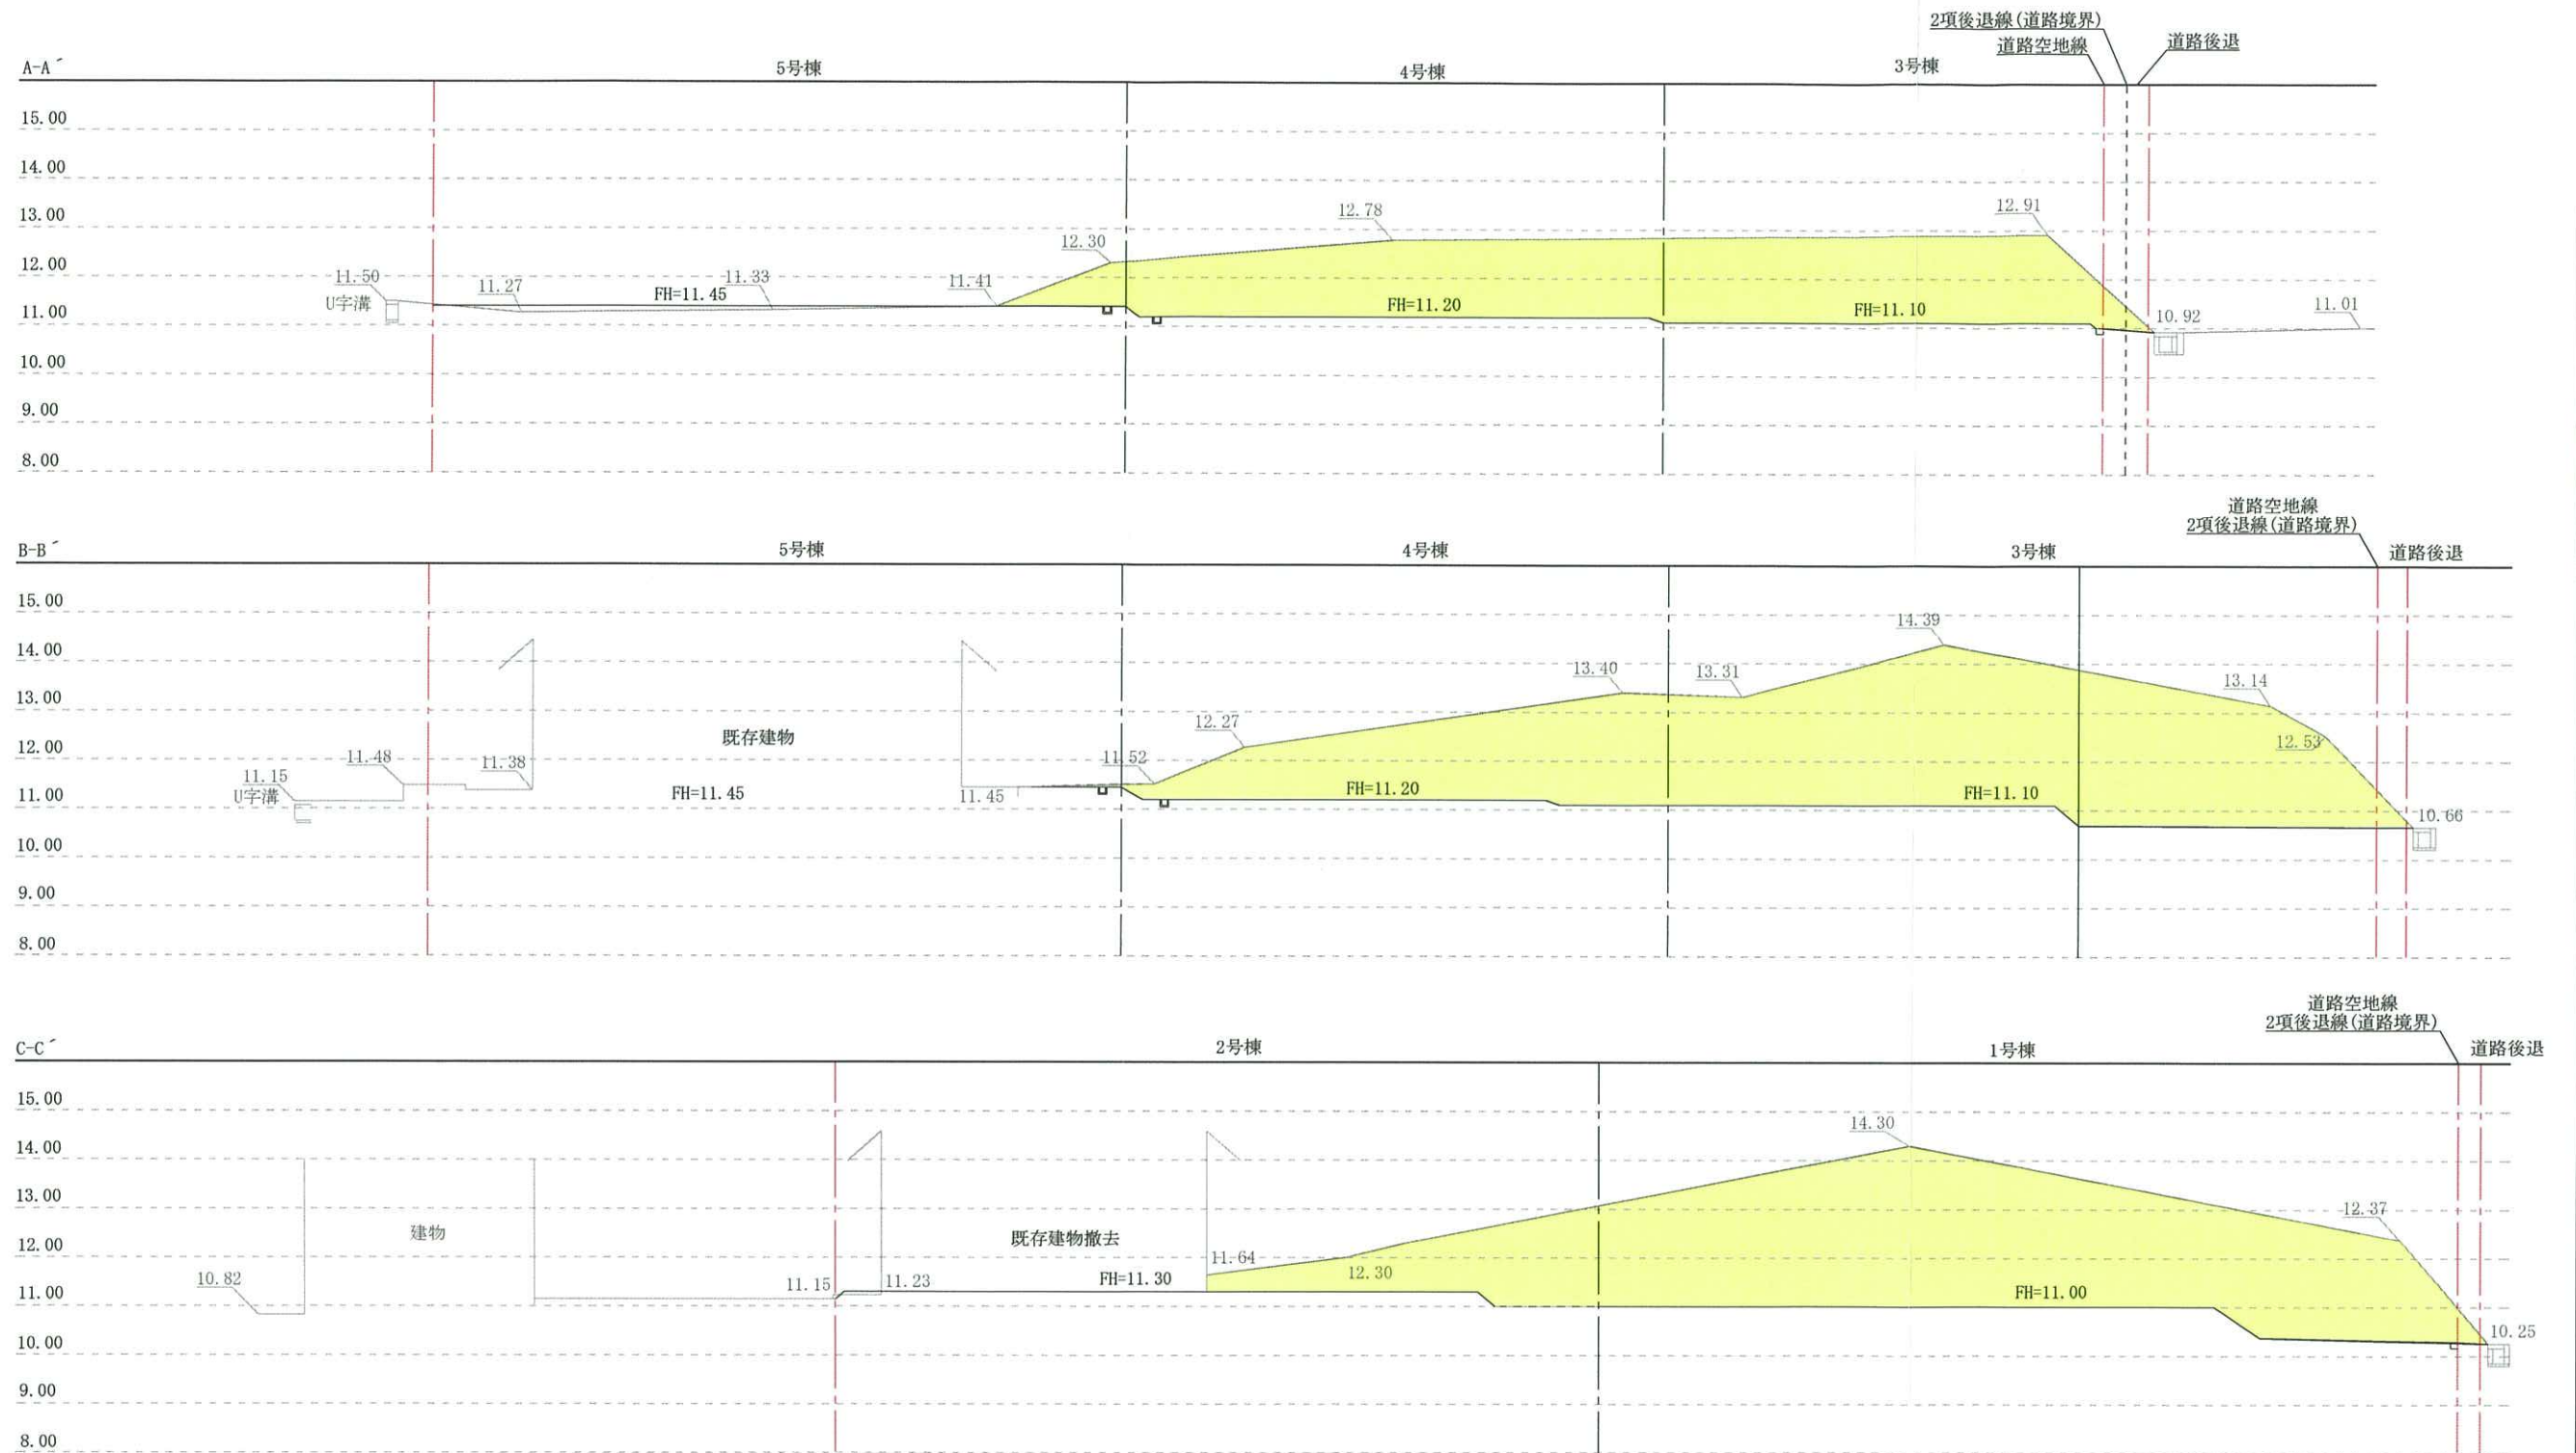 2項後退線(道路境界)
道路空地線
道路後退
A-A´
5号棟
4号棟
3号棟
15.00
14.00
13.00
12.00
11.00
10.00
9.00
8.00
11.50
U字溝
11.27
FH=11.45
11.33
11.41
12.30
12.78
FH=11.20
12.91
FH=11.10
10.92
11.01
道路空地線
2項後退線(道路境界)
道路後退
B-B´
5号棟
4号棟
3号棟
15.00
14.00
13.00
12.00
11.00
10.00
9.00
8.00
11.15
U字溝
11.48
11.38
既存建物
FH=11.45
11.45
11.52
12.27
FH=11.20
13.40
13.31
14.39
FH=11.10
13.14
12.53
10.66
道路空地線
2項後退線(道路境界)
道路後退
C-C´
2号棟
1号棟
15.00
14.00
13.00
12.00
11.00
10.00
9.00
8.00
10.82
建物
11.15
11.23
既存建物撤去
FH=11.30
11.64
12.30
14.30
FH=11.00
12.37
10.25